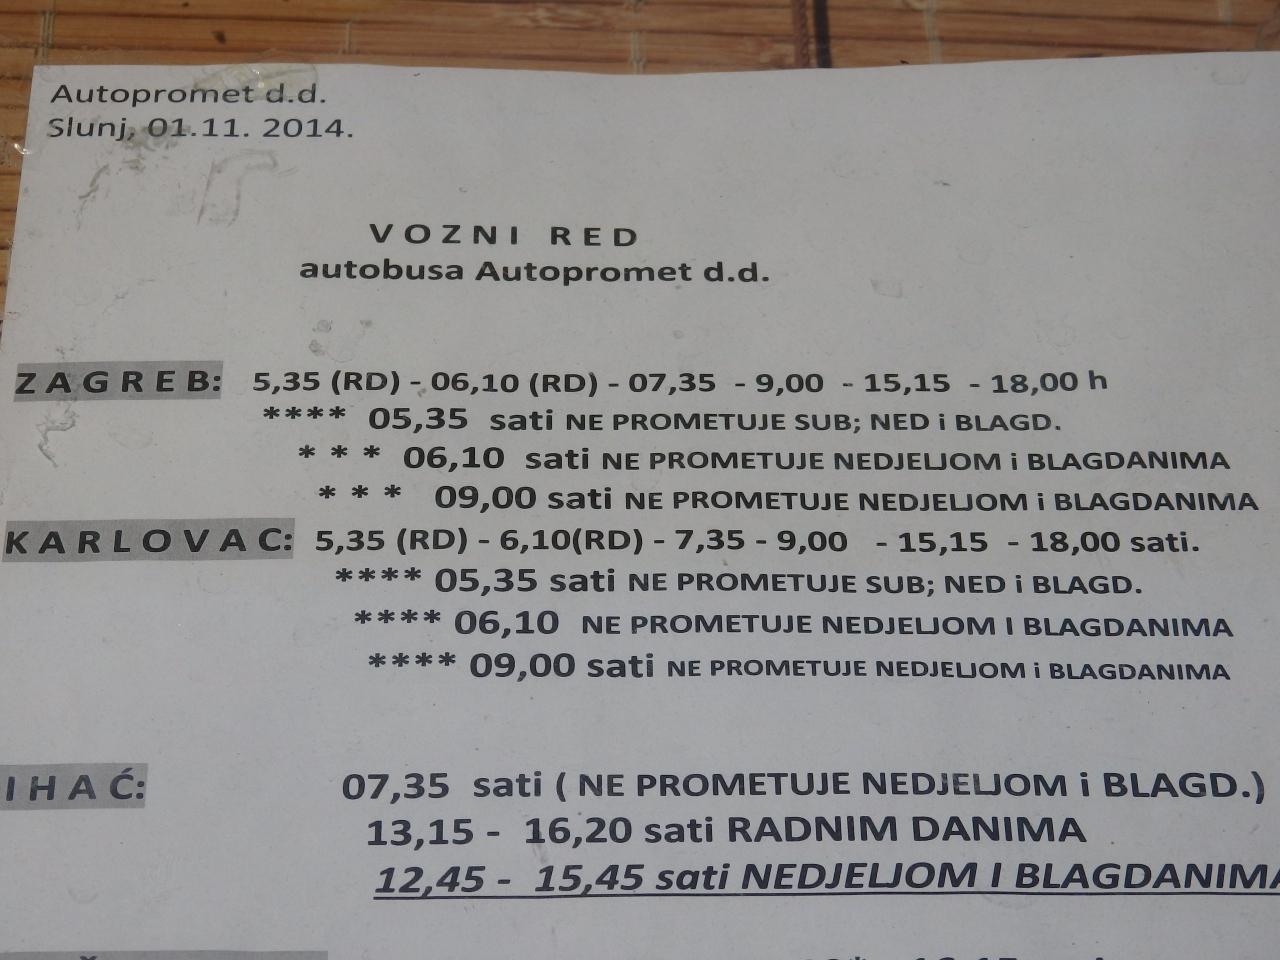 Autopromet d.d.
Slunj, 01.11. 2014.
V O Z N I  R E D
autobusa Autopromet d.d.
Z A G R E B: 5,35 (RD) - 06,10 (RD) - 07,35 - 9,00 - 15,15 - 18,00 h
**** 05,35 sati NE PROMETUJE SUB; NED i BLAGD.
* * * 06,10 sati NE PROMETUJE NEDJELJOM i BLAGDANIMA
* * * 09,00 sati NE PROMETUJE NEDJELJOM i BLAGDANIMA
K A R L O V A C: 5,35 (RD) - 6,10(RD) - 7,35 - 9,00 - 15,15 - 18,00 sati.
**** 05,35 sati NE PROMETUJE SUB; NED i BLAGD.
**** 06,10 NE PROMETUJE NEDJELJOM I BLAGDANIMA
**** 09,00 sati NE PROMETUJE NEDJELJOM i BLAGDANIMA
I H A Ć: 07,35 sati ( NE PROMETUJE NEDJELJOM i BLAGD.)
13,15 - 16,20 sati RADNIM DANIMA
12,45 - 15,45 sati NEDJELJOM I BLAGDANIMA